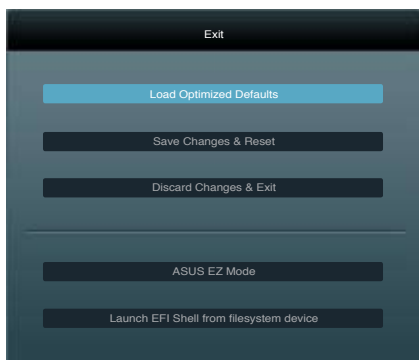 Exit
Load Optimized Defaults
Save Changes & Reset
Discard Changes & Exit
ASUS EZ Mode
Launch EFI Shell from filesystem device